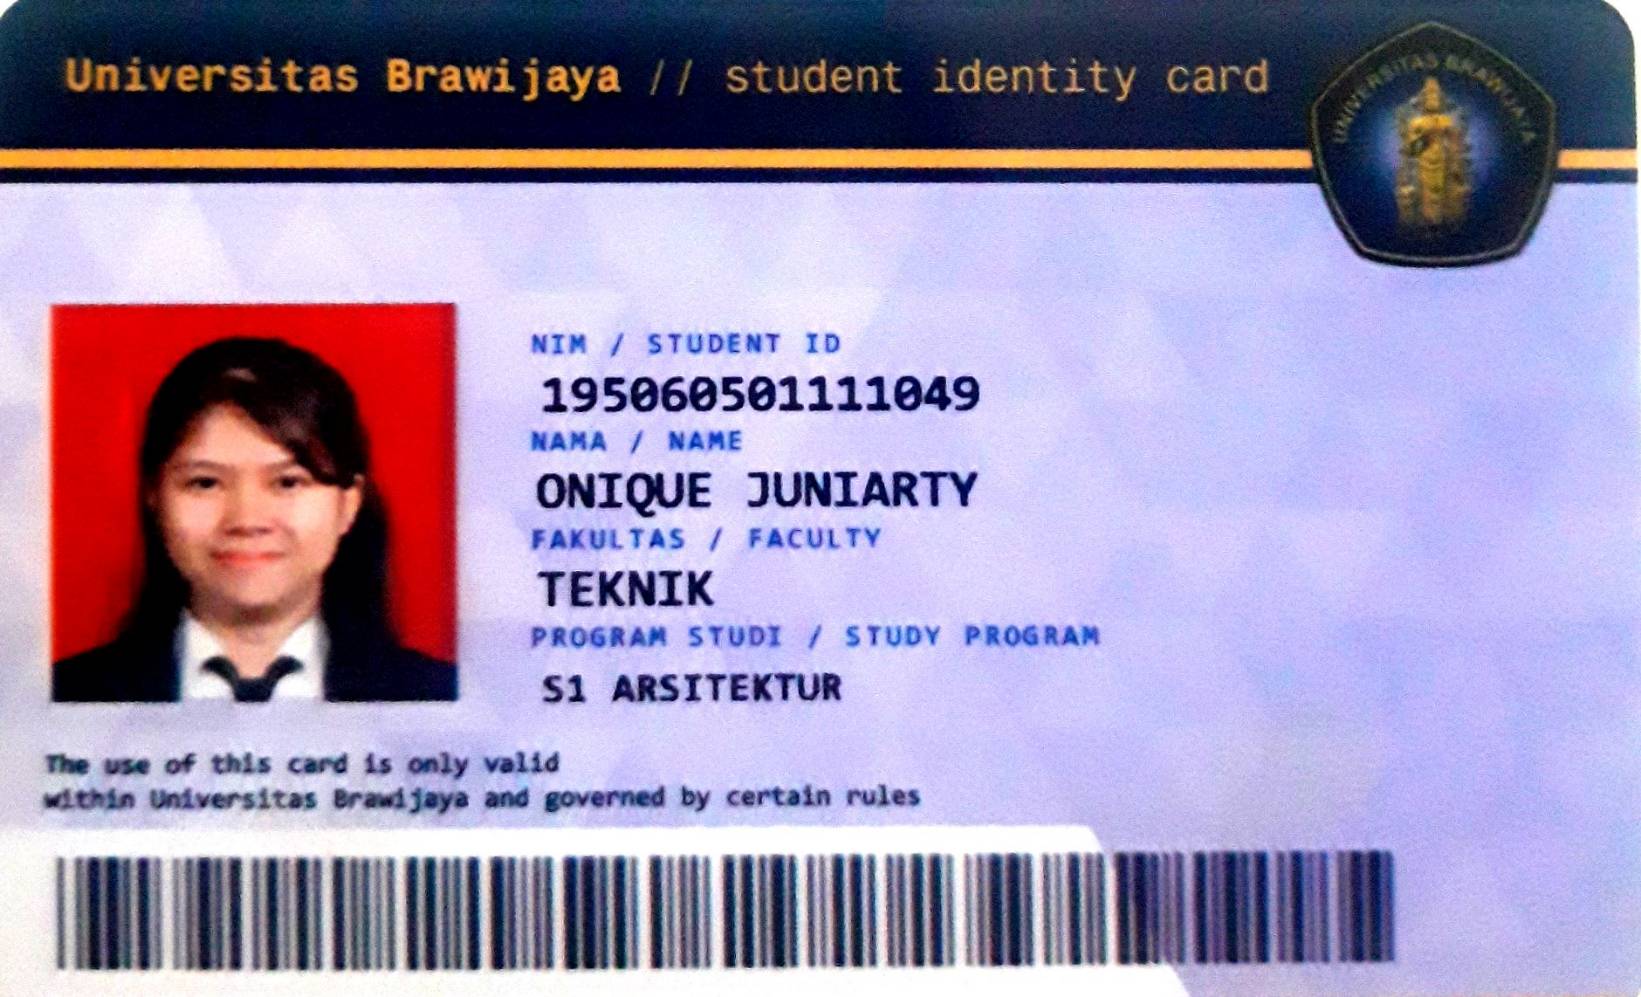 Universitas Brawijaya // student identity card
UNIVERSITAS BRAWIJAYA
NIM / STUDENT ID
195060501111049
NAMA / NAME
ONIQUE JUNIARTY
FAKULTAS / FACULTY
TEKNIK
PROGRAM STUDI / STUDY PROGRAM
S1 ARSITEKTUR
The use of this card is only valid
within Universitas Brawijaya and governed by certain rules